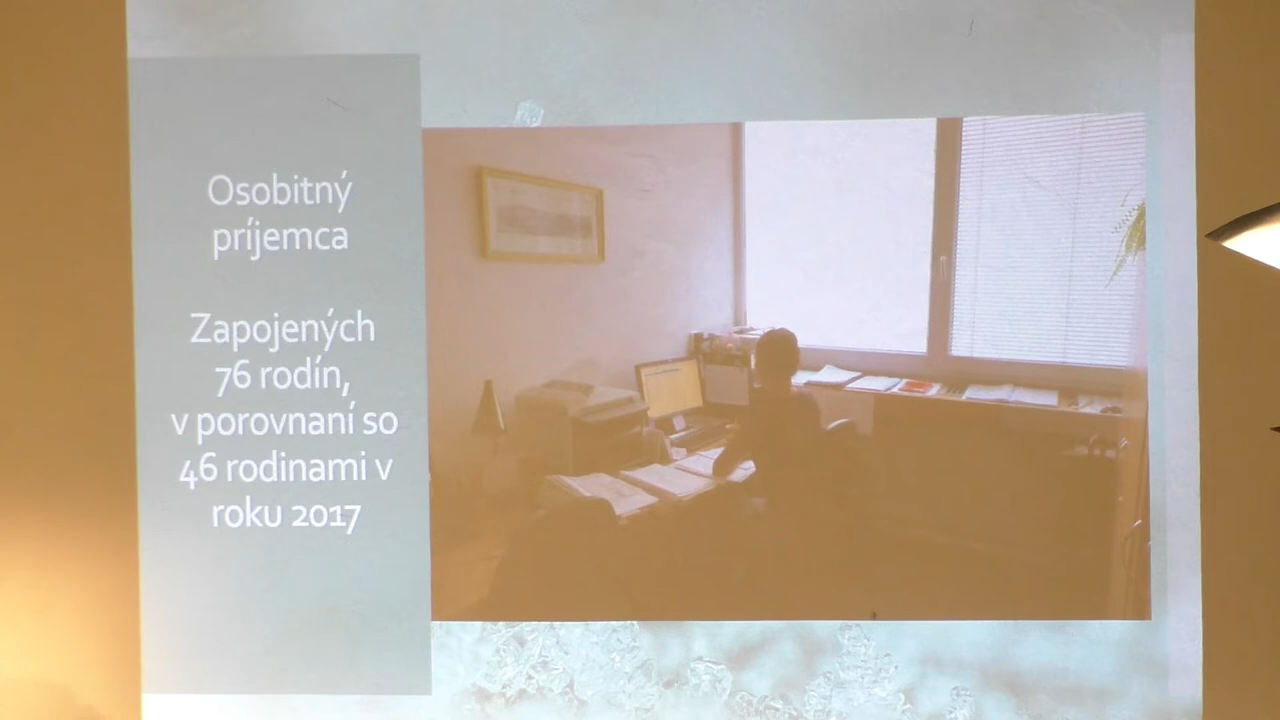 Osobitný
príjemca
Zapojených
76 rodín,
v porovnaní so
46 rodinami v
roku 2017